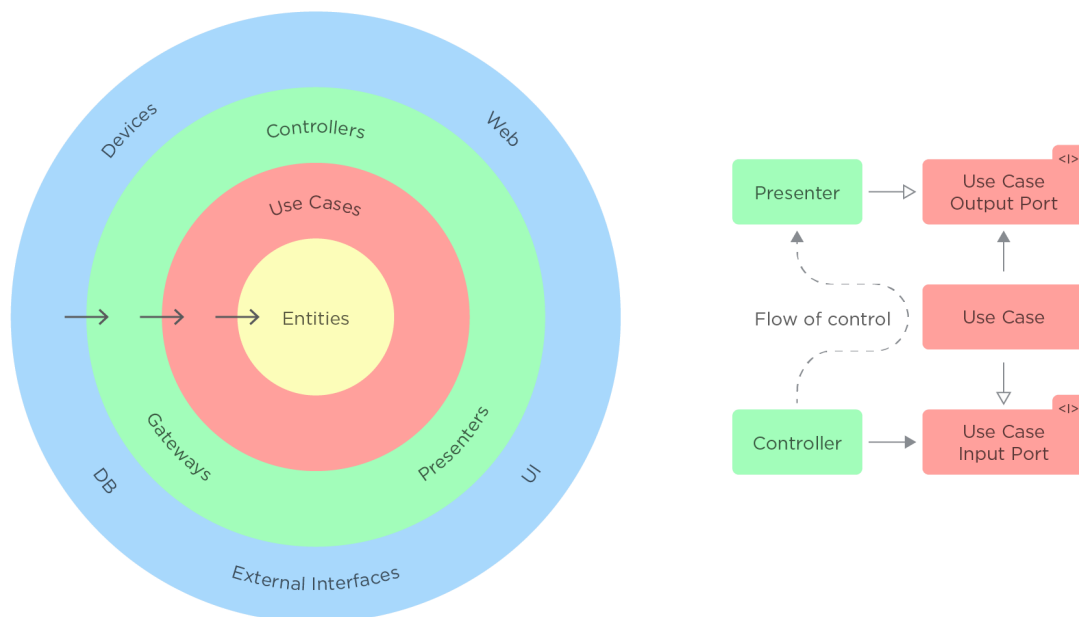 Devices
Web
Controllers
Use Cases
Entities
Gateways
Presenters
DB
UI
External Interfaces
Presenter
<I>
Use Case
Output Port
Flow of control
Use Case
Controller
<I>
Use Case
Input Port